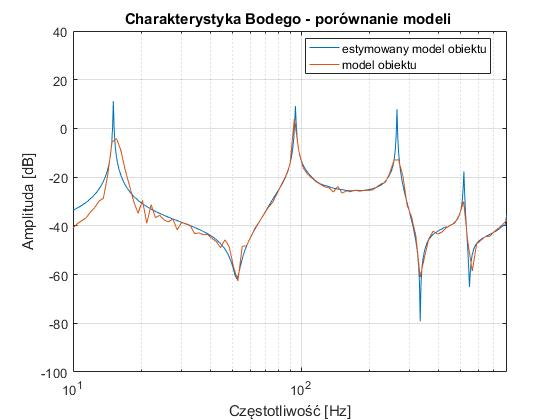 Charakterystyka Bodego - porównanie modeli
estymowany model obiektu
model obiektu
Amplituda [dB]
40
20
0
-20
-40
-60
-80
-100
10^1
10^2
Częstotliwość [Hz]